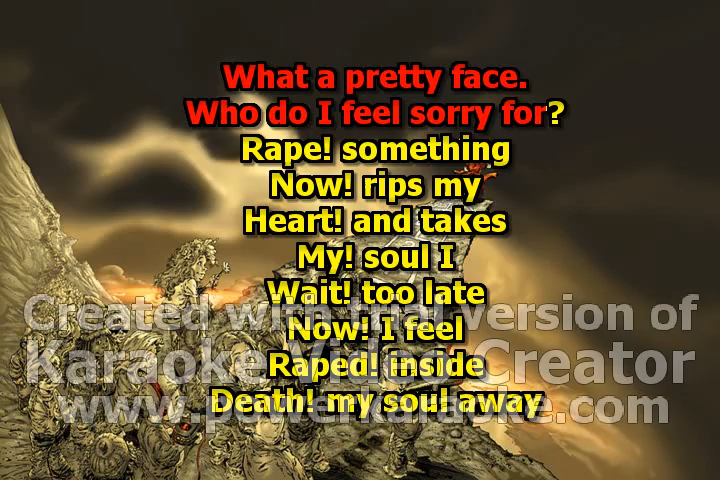 What a pretty face.
Who do I feel sorry for?
Rape! something
Now! rips my
Heart! and takes
My! soul I
Wait! too late
Now! I feel
Raped! inside
Death! my soul away
Created with trial version of
Karaoke Video Creator
www.powerkaraoke.com